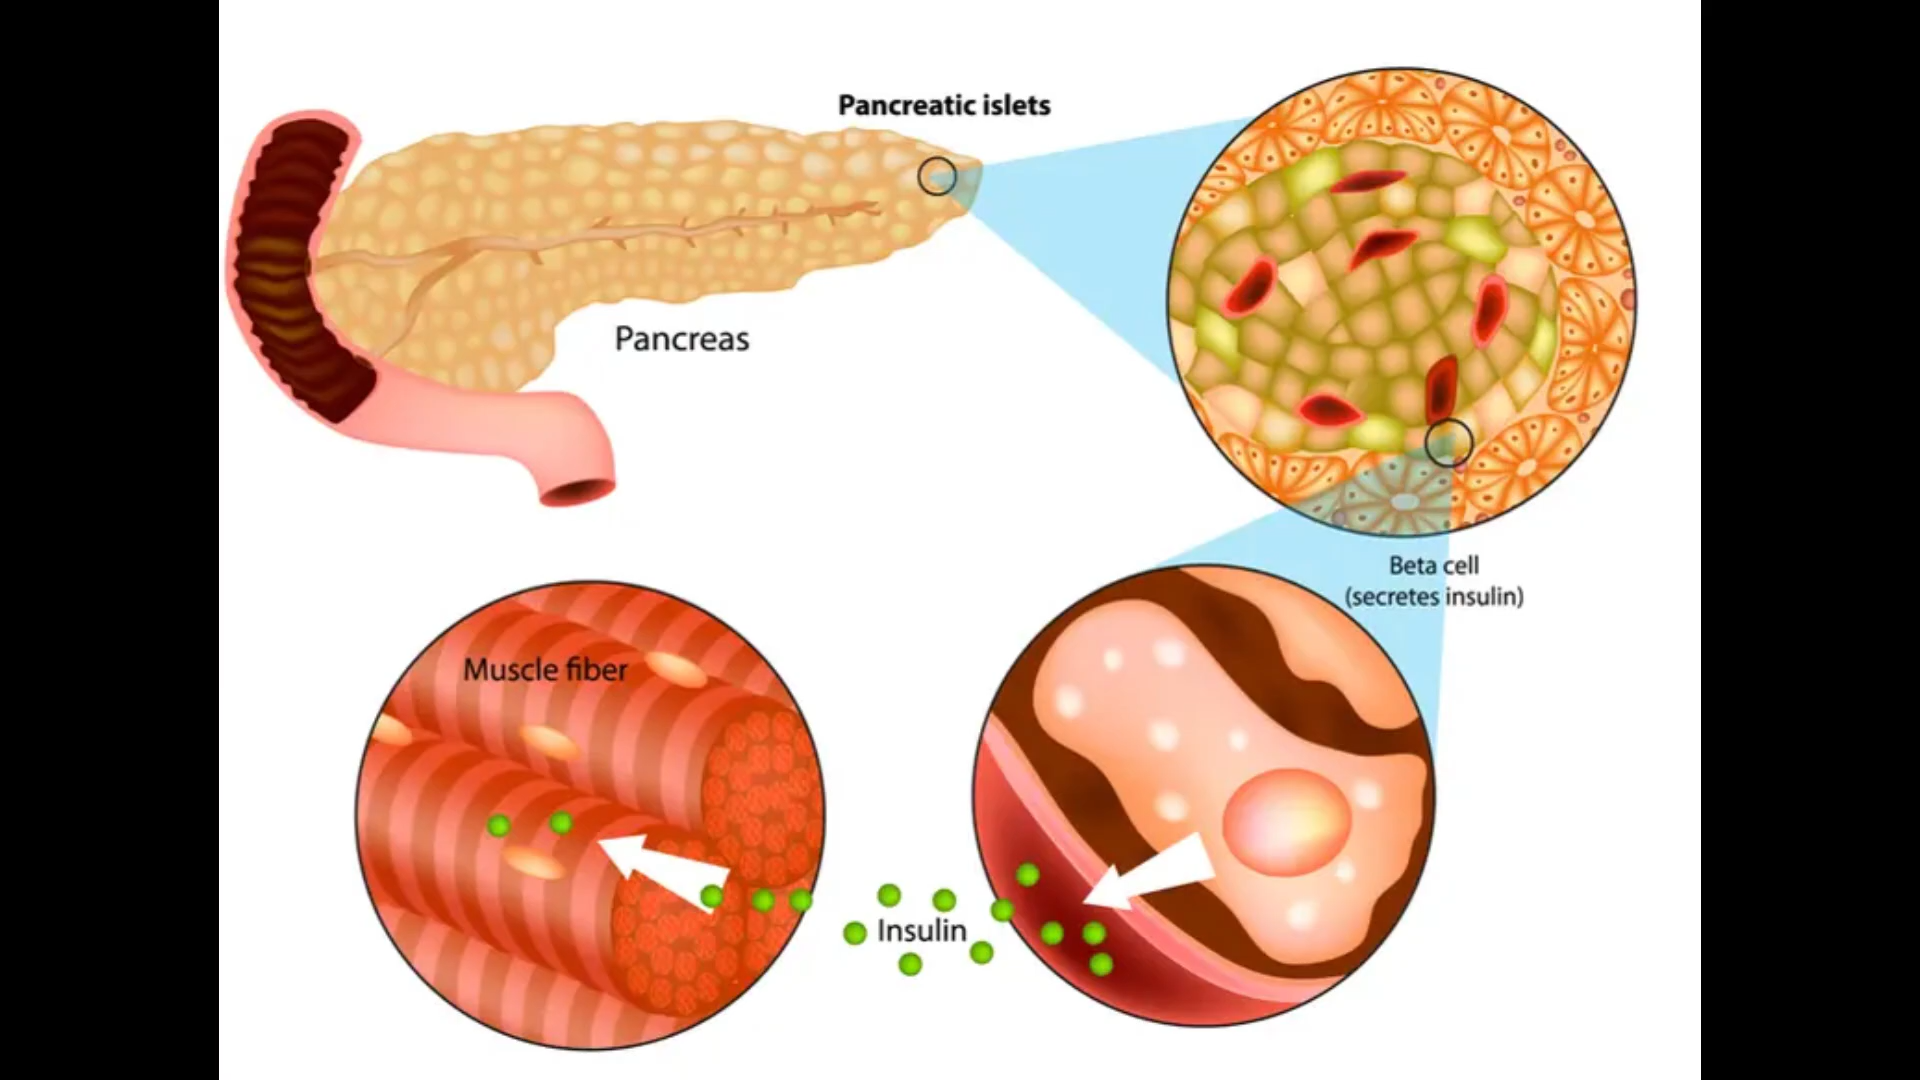 Pancreatic islets
Pancreas
Beta cell
(secretes insulin)
Muscle fiber
Insulin